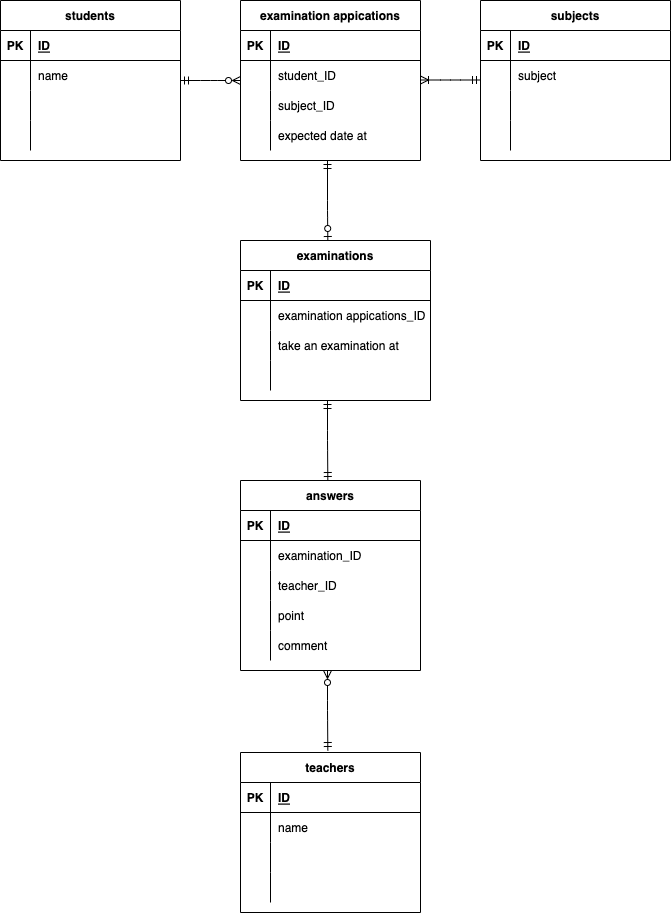 students
PK ID
name
examination appications
PK ID
student_ID
subject_ID
expected date at
subjects
PK ID
subject
examinations
PK ID
examination appications_ID
take an examination at
answers
PK ID
examination_ID
teacher_ID
point
comment
teachers
PK ID
name